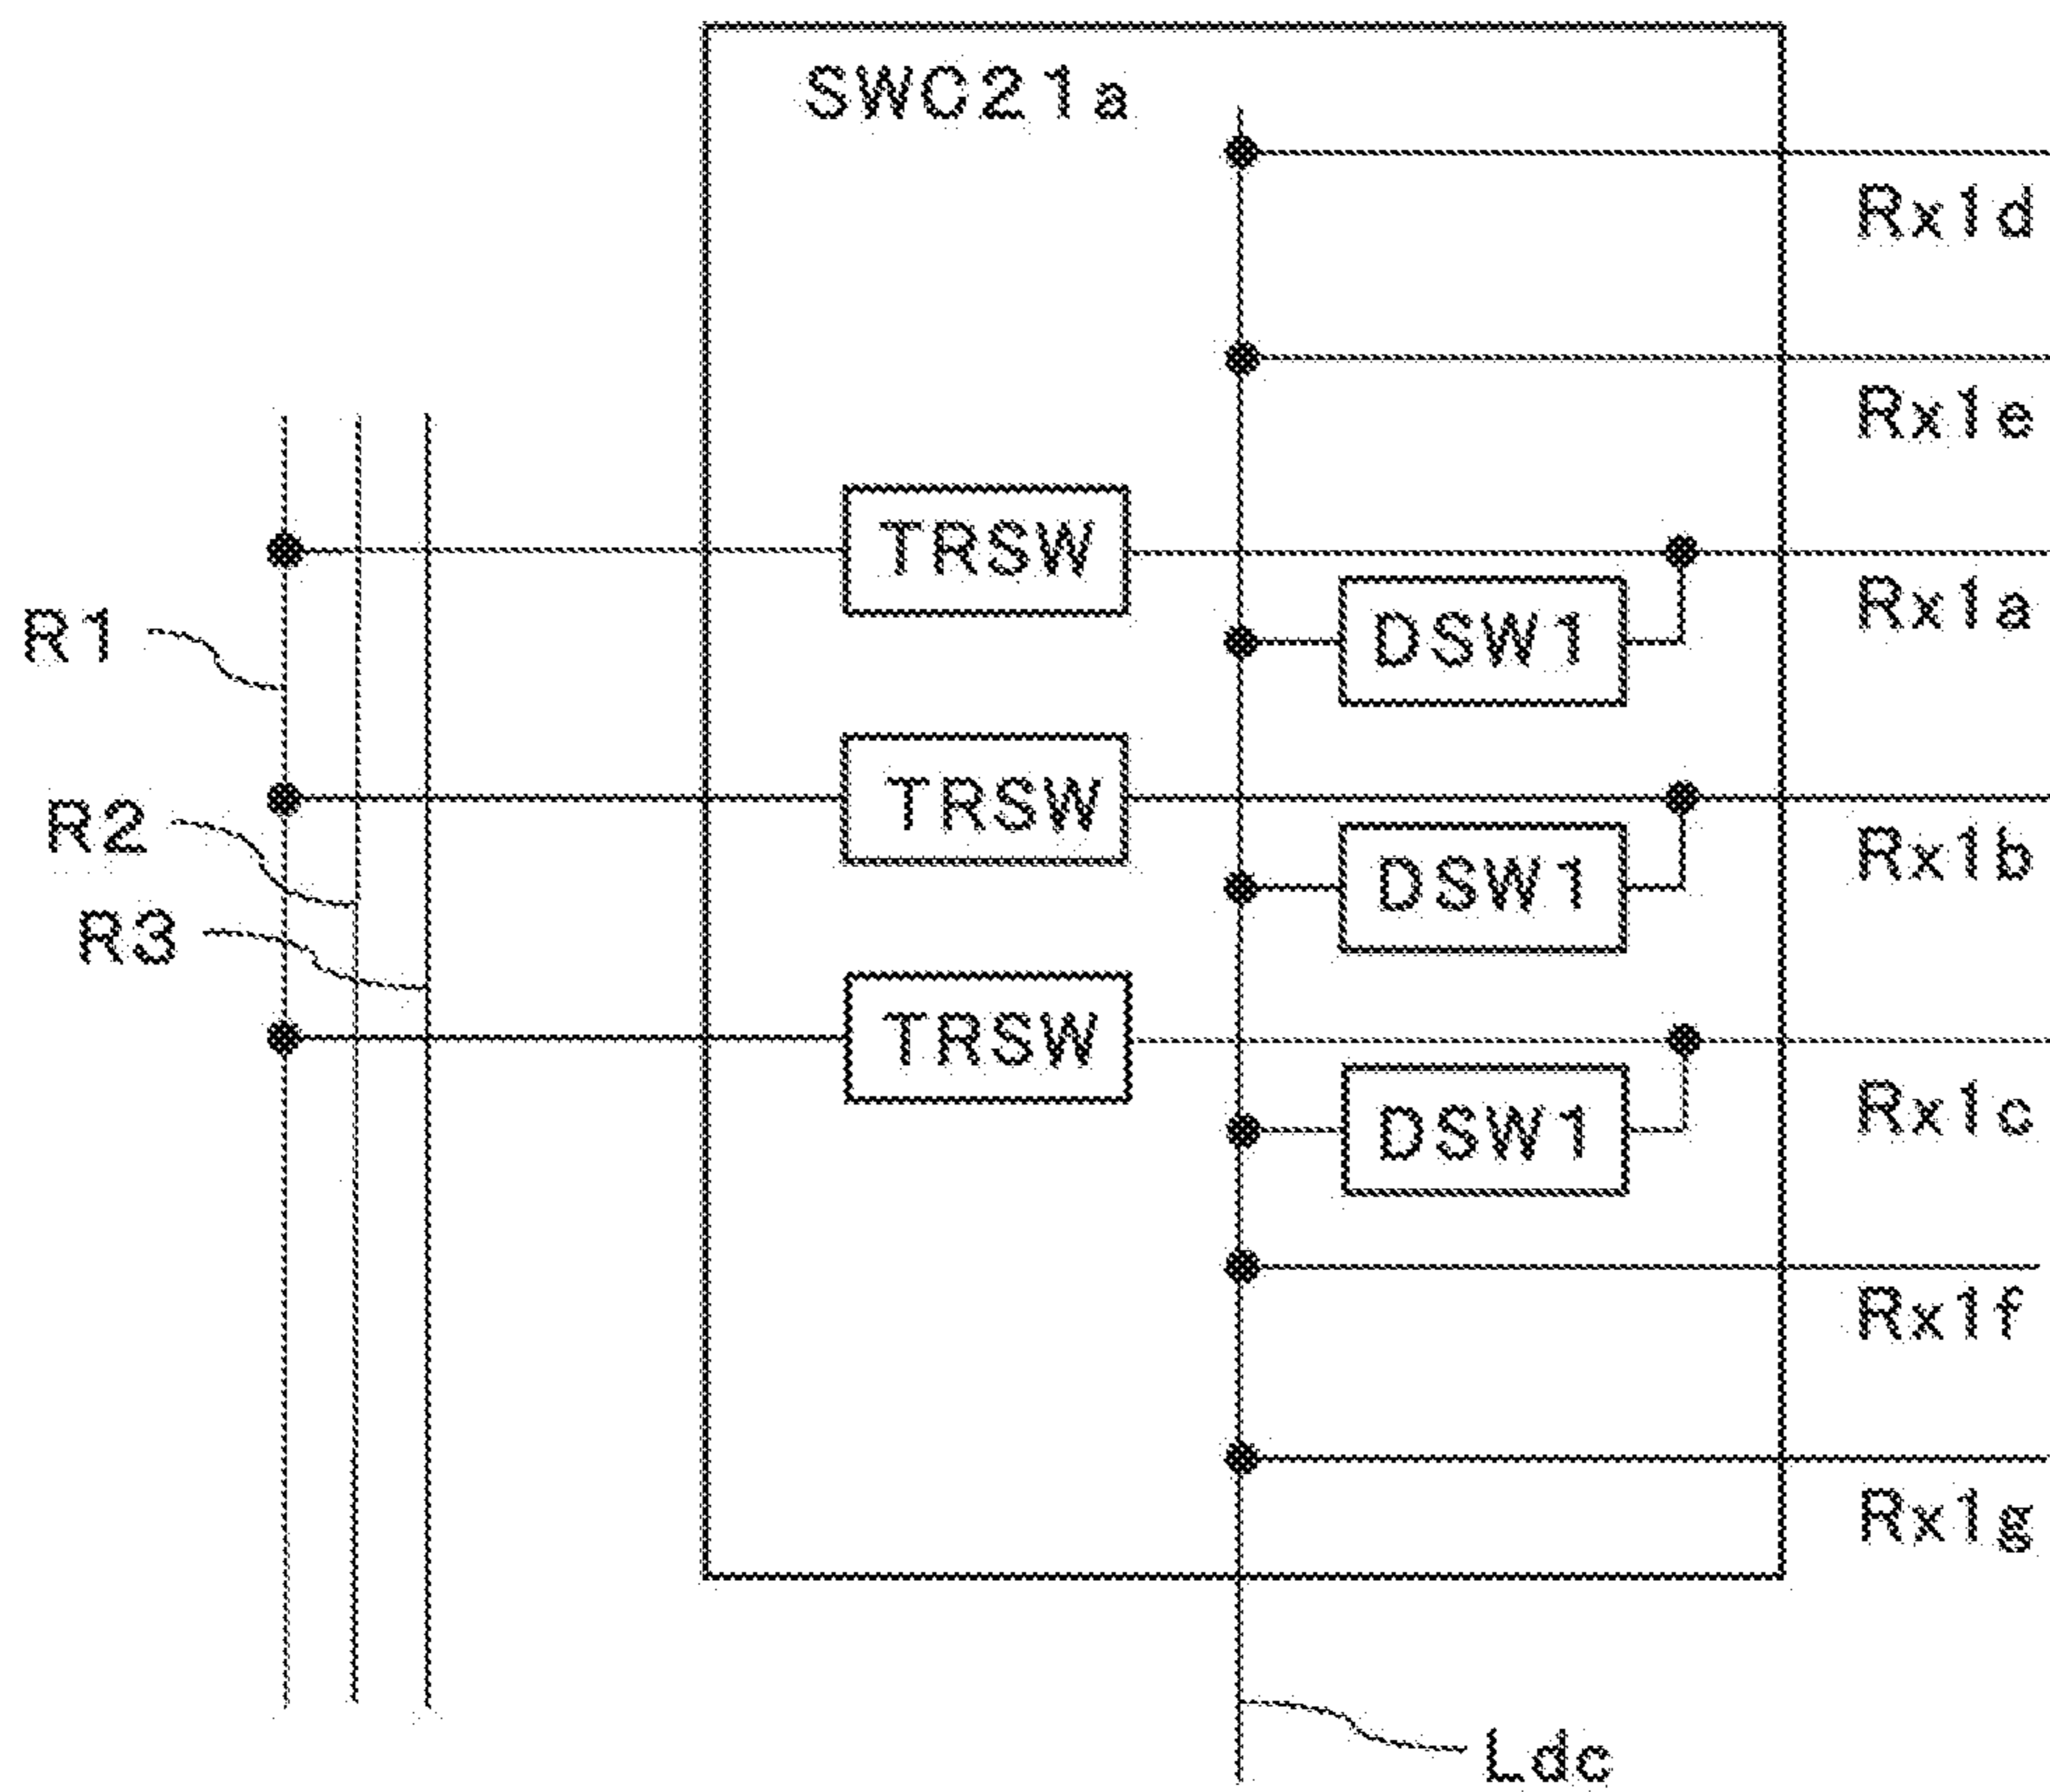 SWC21a
Rx1d
Rx1e
TRSW
Rx1a
R1
DSW1
TRSW
R2
Rx1b
DSW1
R3
TRSW
Rx1c
DSW1
Rx1f
Rx1g
Ldc